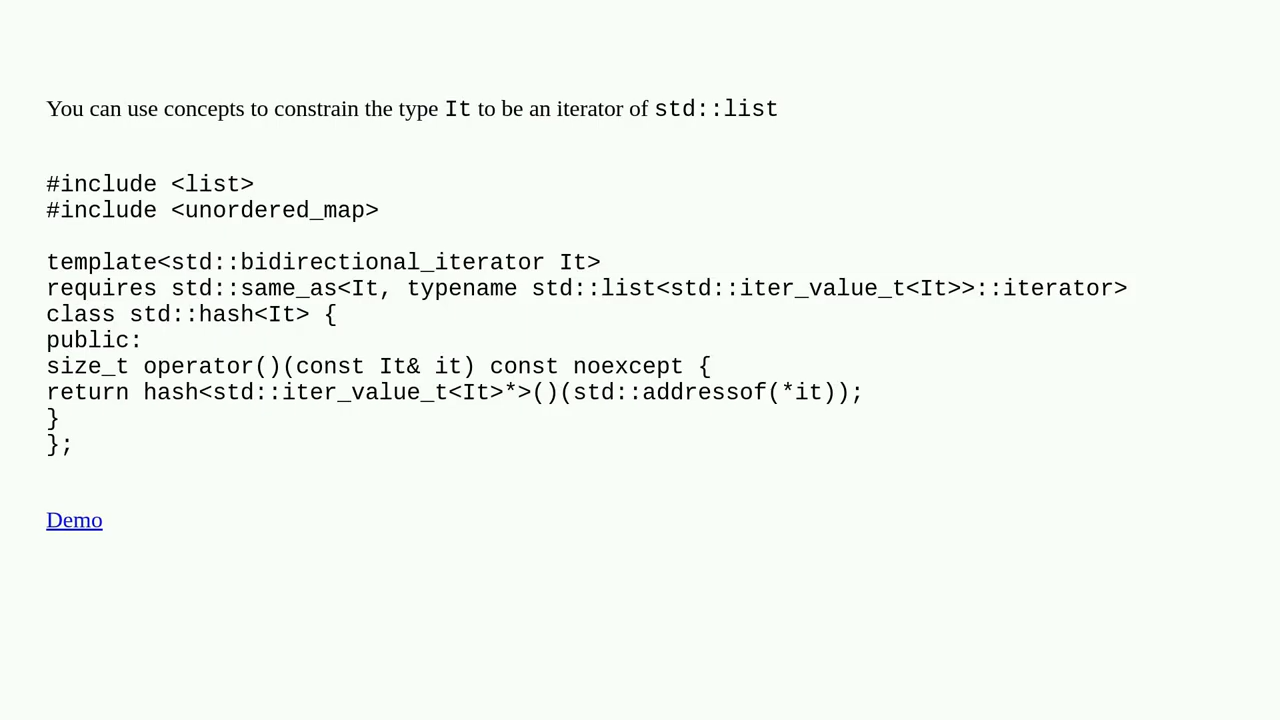 You can use concepts to constrain the type It to be an iterator of std::list
#include <list>
#include <unordered_map>
template<std::bidirectional_iterator It>
requires std::same_as<It, typename std::list<std::iter_value_t<It>>::iterator>
class std::hash<It> {
public:
size_t operator()(const It& it) const noexcept {
return hash<std::iter_value_t<It>*>()(std::addressof(*it));
}
};
Demo